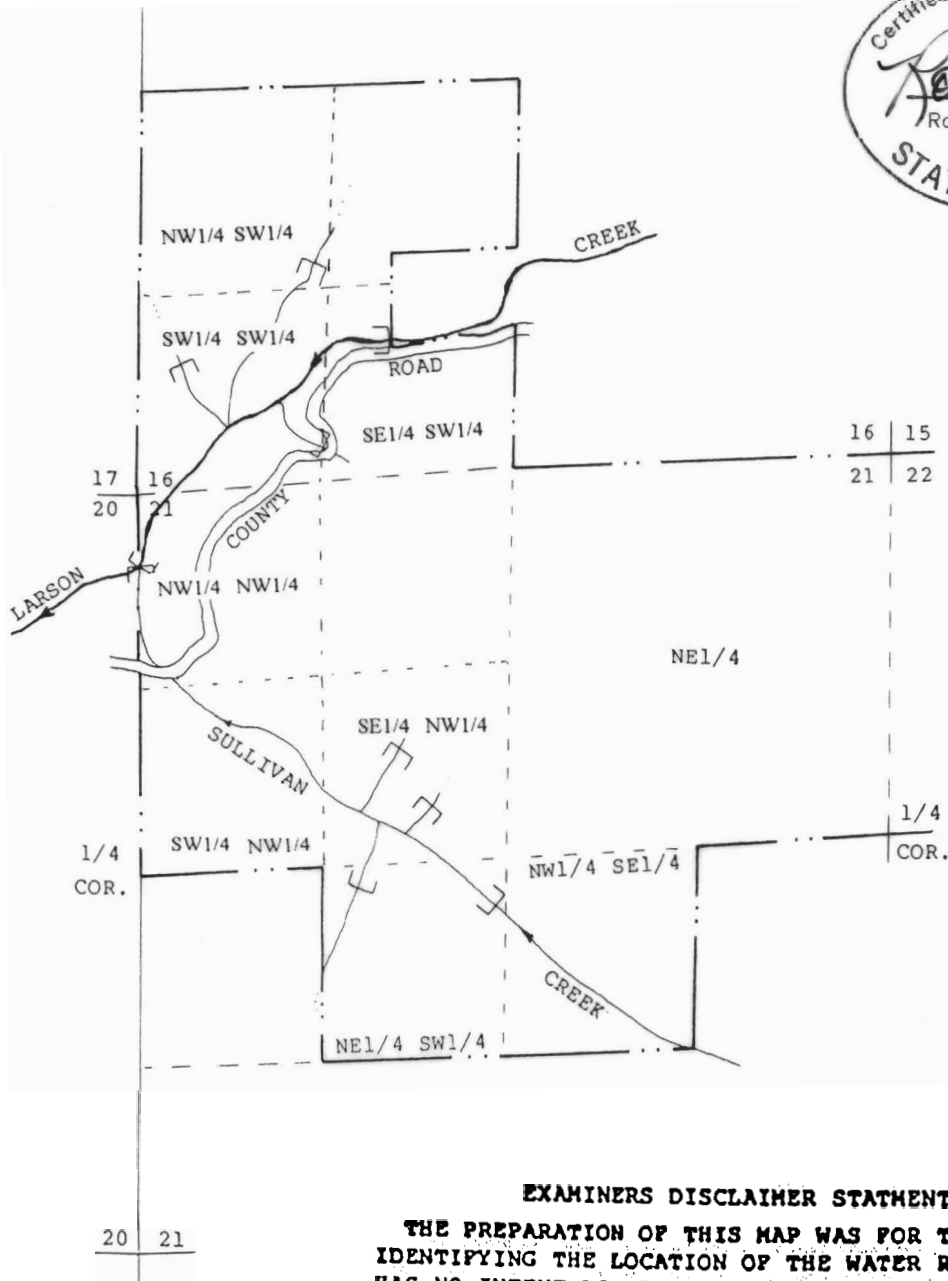 Certified
STAT
NW1/4 SW1/4
CREEK
SW1/4 SW1/4
ROAD
SE1/4 SW1/4
16 15
21 22
17 16
20 21
COUNTY
LARSON
NW1/4 NW1/4
NE1/4
SE1/4 NW1/4
SULLIVAN
1/4
COR.
SW1/4 NW1/4
1/4
COR.
NW1/4 SE1/4
CREEK
NE1/4 SW1/4
20 21
EXAMINERS DISCLAIMER STATMENT
THE PREPARATION OF THIS MAP WAS FOR T
IDENTIFYING THE LOCATION OF THE WATER R